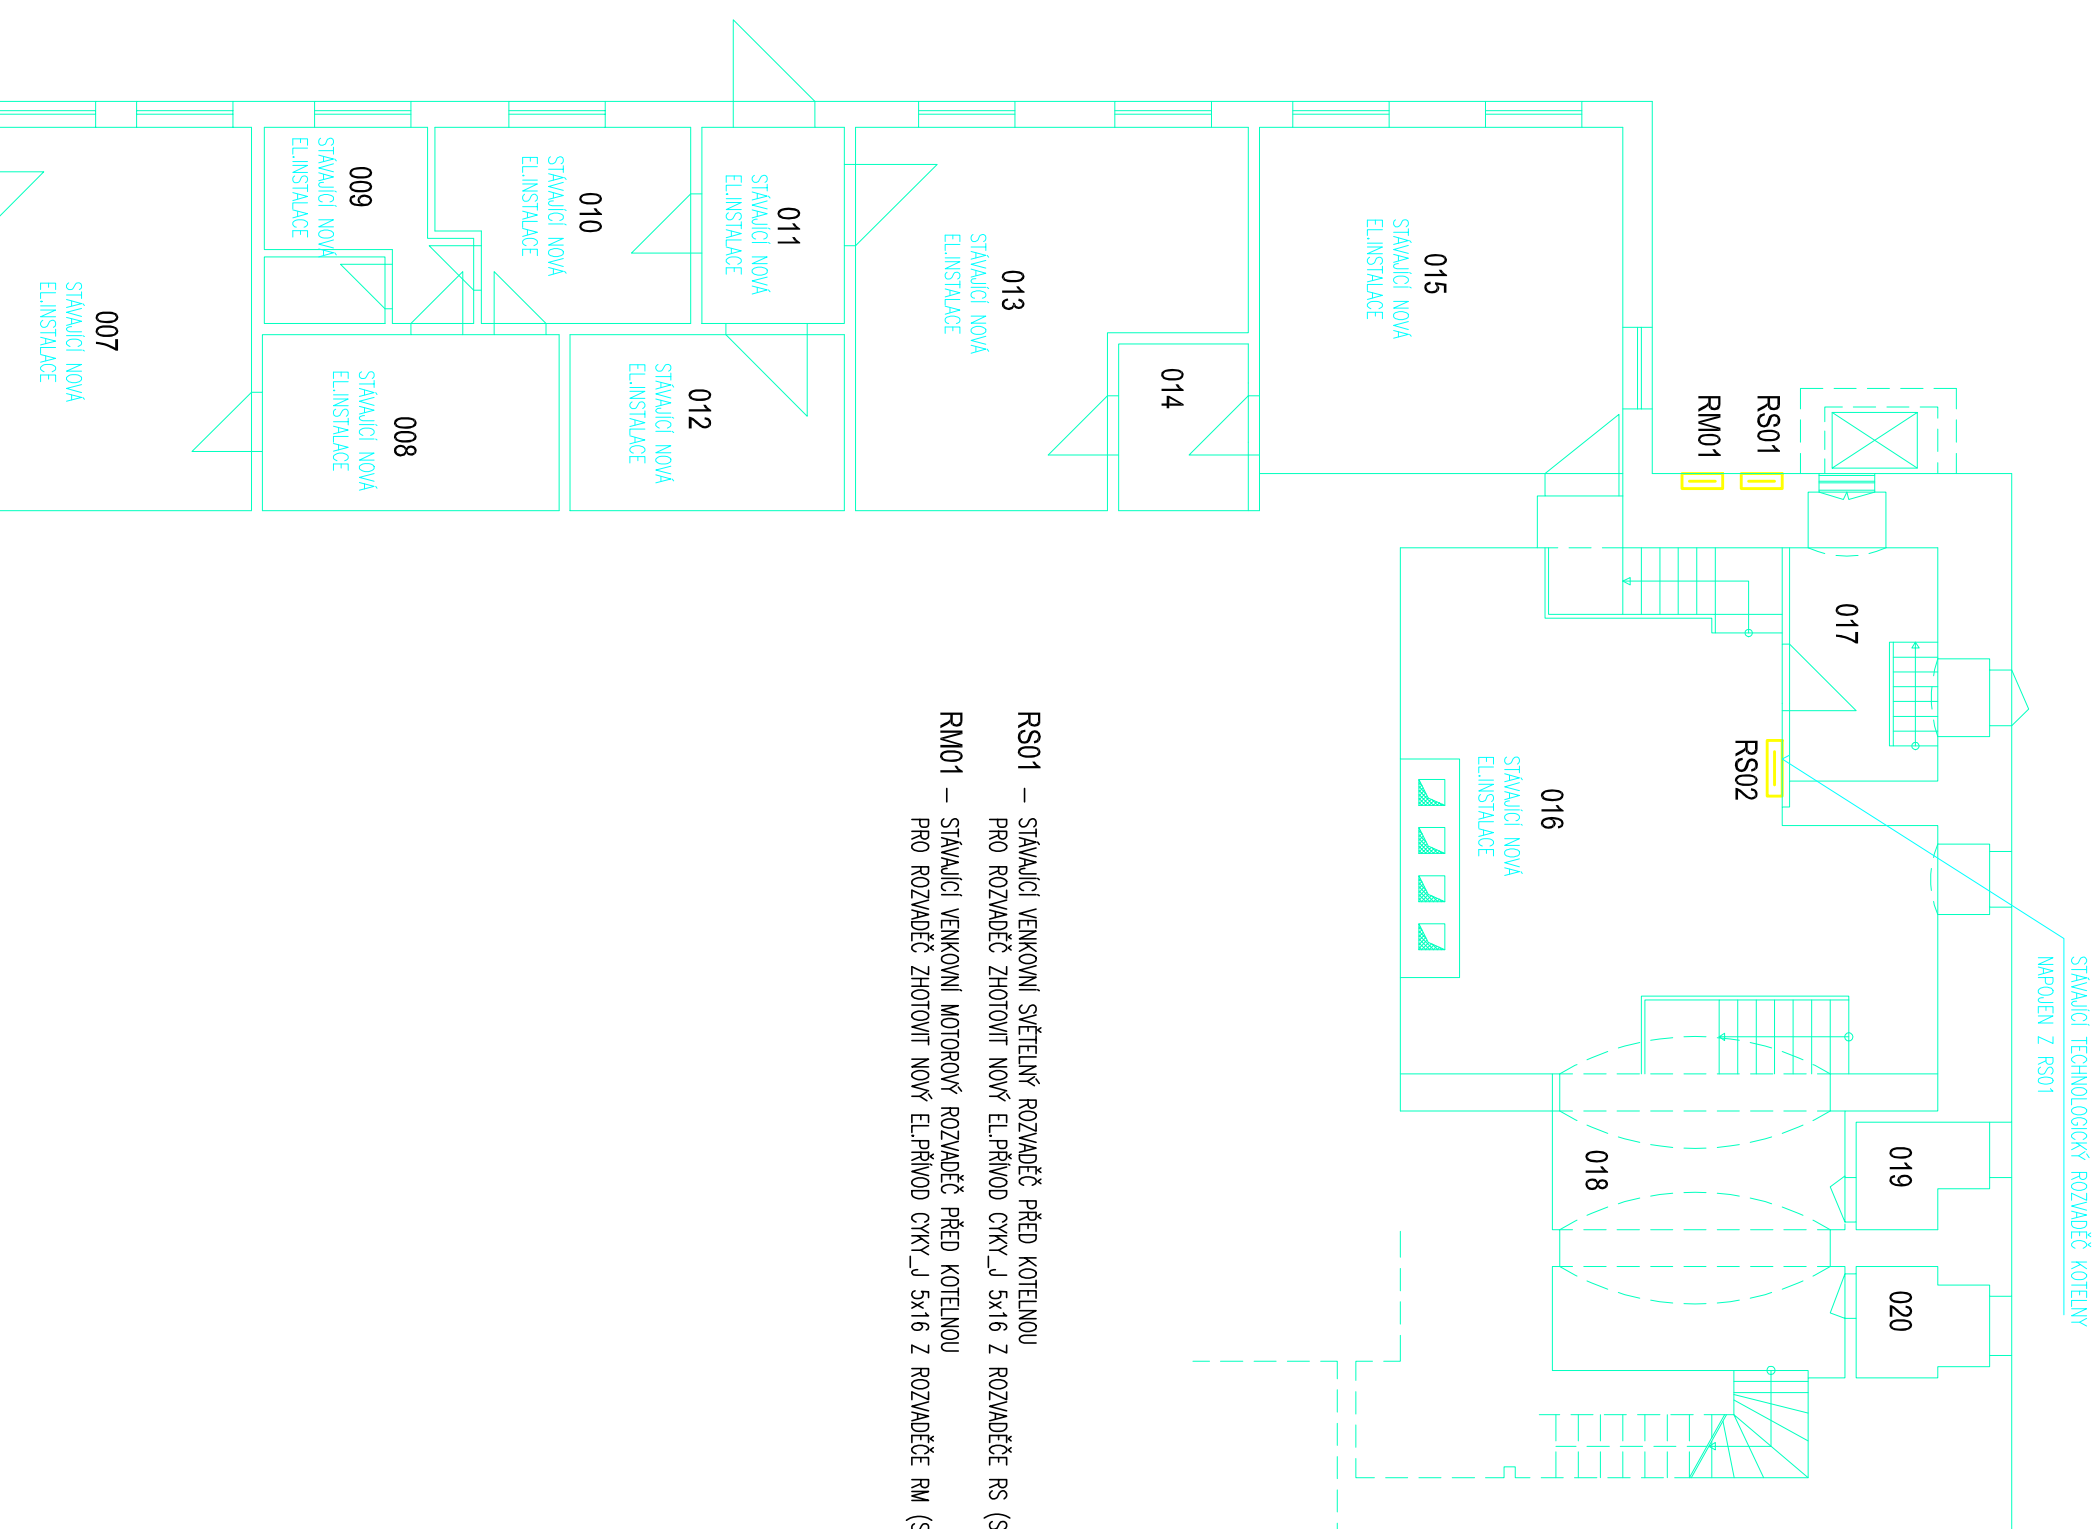 STÁVAJÍCÍ TECHNOLOGICKÝ ROZVADĚČ KOTELNY
NAPOJEN Z RS01
RS01
RM01
017
RS02
019
020
018
016
STÁVAJÍCÍ NOVÁ
EL.INSTALACE
015
STÁVAJÍCÍ NOVÁ
EL.INSTALACE
014
013
STÁVAJÍCÍ NOVÁ
EL.INSTALACE
011
STÁVAJÍCÍ NOVÁ
EL.INSTALACE
012
STÁVAJÍCÍ NOVÁ
EL.INSTALACE
010
STÁVAJÍCÍ NOVÁ
EL.INSTALACE
009
STÁVAJÍCÍ NOVÁ
EL.INSTALACE
008
STÁVAJÍCÍ NOVÁ
EL.INSTALACE
007
STÁVAJÍCÍ NOVÁ
EL.INSTALACE
RS01 – STÁVAJÍCÍ VENKOVNÍ SVĚTELNÝ ROZVADĚČ PŘED KOTELNOU
PRO ROZVADĚČ ZHOTOVIT NOVÝ EL.PŘÍVOD CYKY_J 5x16 Z ROZVADĚČE RS (S
RM01 – STÁVAJÍCÍ VENKOVNÍ MOTOROVÝ ROZVADĚČ PŘED KOTELNOU
PRO ROZVADĚČ ZHOTOVIT NOVÝ EL.PŘÍVOD CYKY_J 5x16 Z ROZVADĚČE RM (S